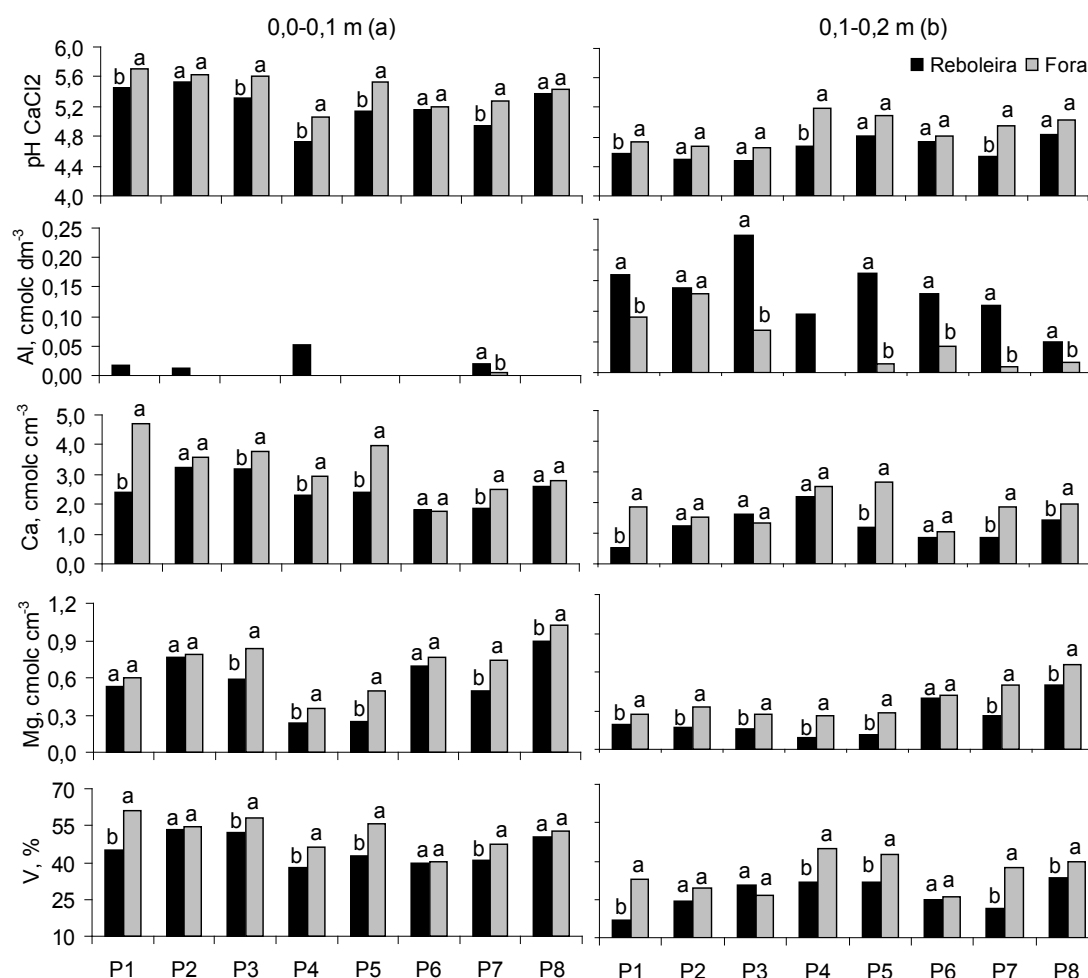 0,0-0,1 m (a)
0,1-0,2 m (b)
Reboleira Fora
pH CaCl2
6,0
5,6
5,2
4,8
4,4
4,0
b a a a b a b a b a a a b a a a
b a a a a a b a a a a a b a a a
Al, cmolc dm-3
0,25
0,20
0,15
0,10
0,05
0,00
a b
a b a a a b a b a b a b a b
Ca, cmolc cm-3
5,0
4,0
3,0
2,0
1,0
0,0
b a a a b a b a b a a a b a a a
b a a a a a a a b a a a b a b a
Mg, cmolc cm-3
1,2
0,9
0,6
0,3
0,0
a a a a b a b a b a a a b a b a
b a b a b a b a b a a a b a b a
V, %
70
55
40
25
10
b a a a b a b a b a a a b a a a
b a a a a a b a b a a a b a b a
P1 P2 P3 P4 P5 P6 P7 P8
P1 P2 P3 P4 P5 P6 P7 P8